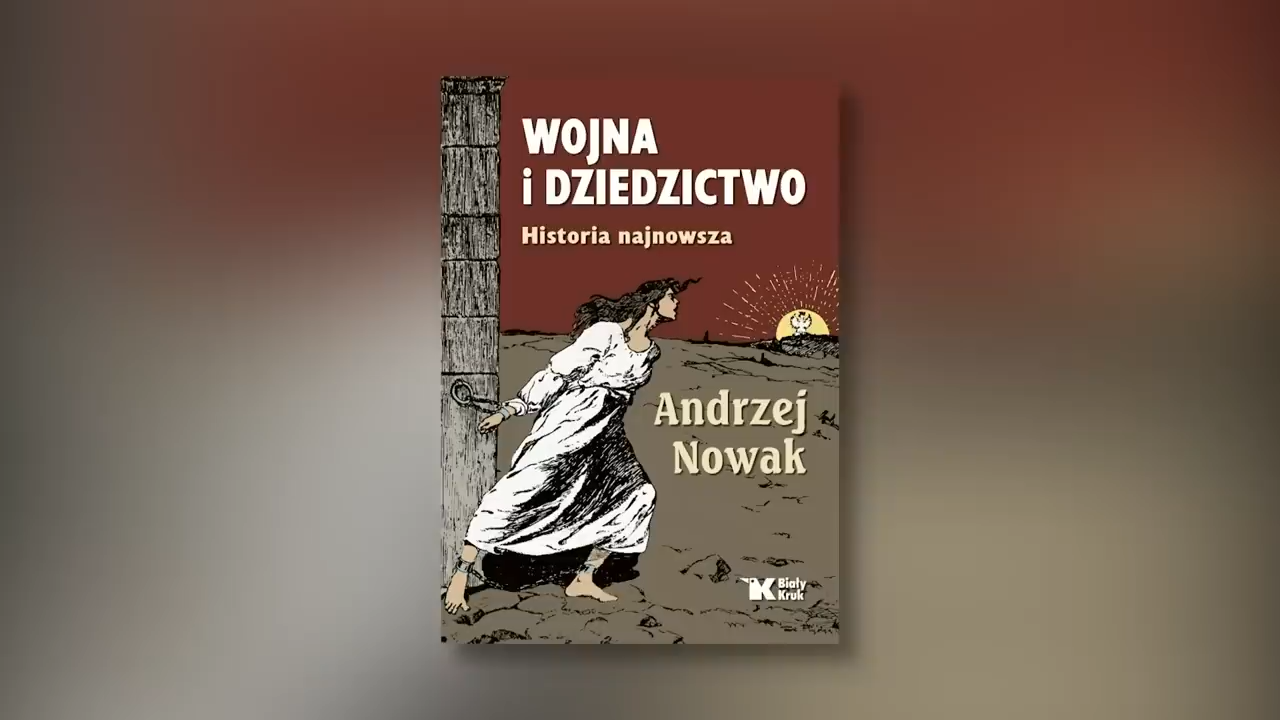 WOJNA
i DZIEDZICTWO
Historia najnowsza
Andrzej
Nowak
Biały
Kruk